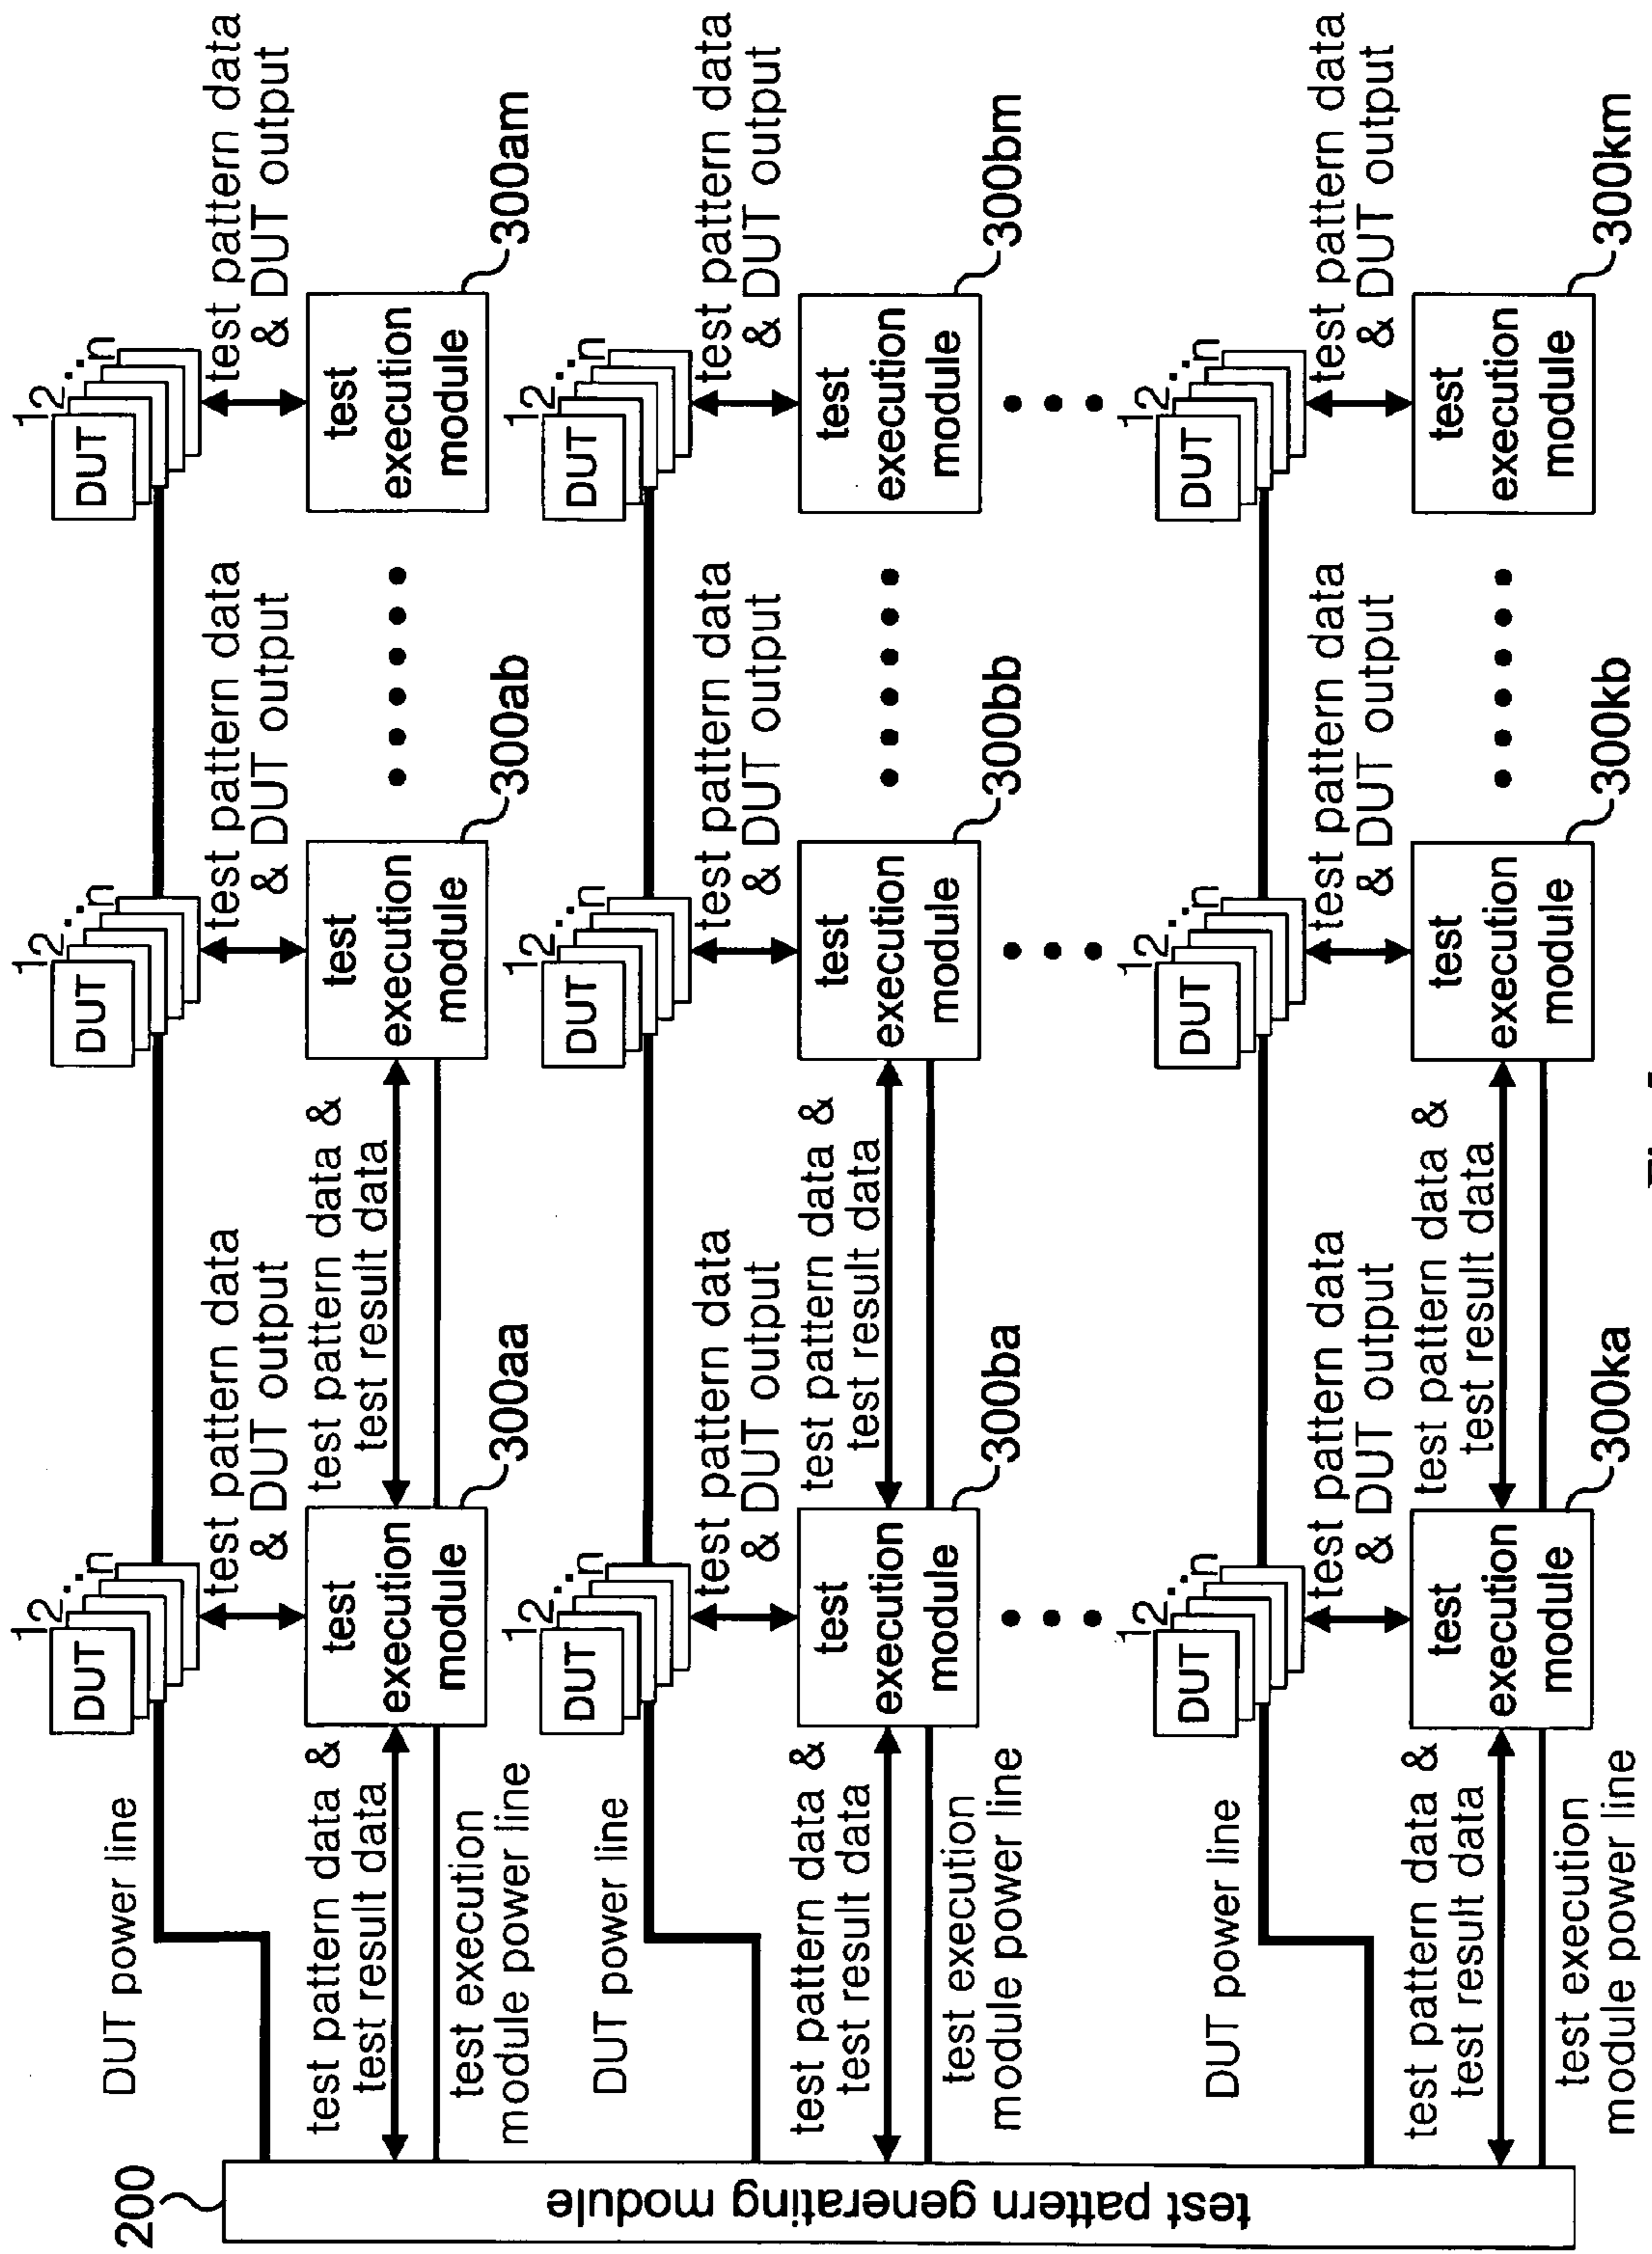 200
test pattern generating module
DUT power line
1
2
..n
DUT
test pattern data
& DUT output
1
2
..n
DUT
test pattern data
& DUT output
1
2
..n
DUT
test pattern data
& DUT output
test pattern data &
test result data
test execution
module power line
test
execution
module
300aa
test pattern data &
test result data
test
execution
module
300ab
test
execution
module
300am
DUT power line
1
2
..n
DUT
test pattern data
& DUT output
1
2
..n
DUT
test pattern data
& DUT output
1
2
..n
DUT
test pattern data
& DUT output
test pattern data &
test result data
test execution
module power line
test
execution
module
300ba
test pattern data &
test result data
test
execution
module
300bb
test
execution
module
300bm
DUT power line
1
2
..n
DUT
test pattern data
& DUT output
1
2
..n
DUT
test pattern data
& DUT output
1
2
..n
DUT
test pattern data
& DUT output
test pattern data &
test result data
test execution
module power line
test
execution
module
300ka
test pattern data &
test result data
test
execution
module
300kb
test
execution
module
300km